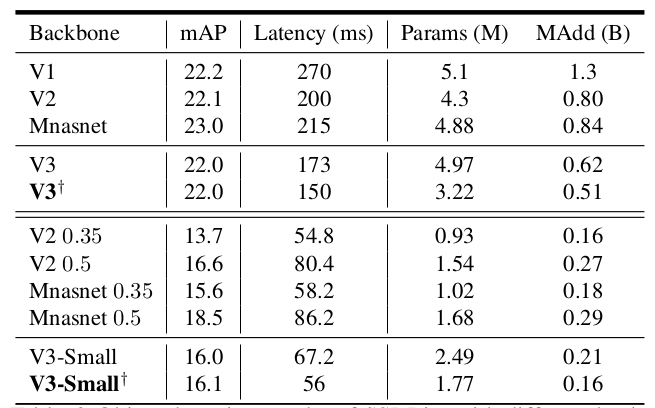 Backbone mAP Latency (ms) Params (M) MAdd (B)
V1 22.2 270 5.1 1.3
V2 22.1 200 4.3 0.80
Mnasnet 23.0 215 4.88 0.84
V3 22.0 173 4.97 0.62
V3† 22.0 150 3.22 0.51
V2 0.35 13.7 54.8 0.93 0.16
V2 0.5 16.6 80.4 1.54 0.27
Mnasnet 0.35 15.6 58.2 1.02 0.18
Mnasnet 0.5 18.5 86.2 1.68 0.29
V3-Small 16.0 67.2 2.49 0.21
V3-Small† 16.1 56 1.77 0.16